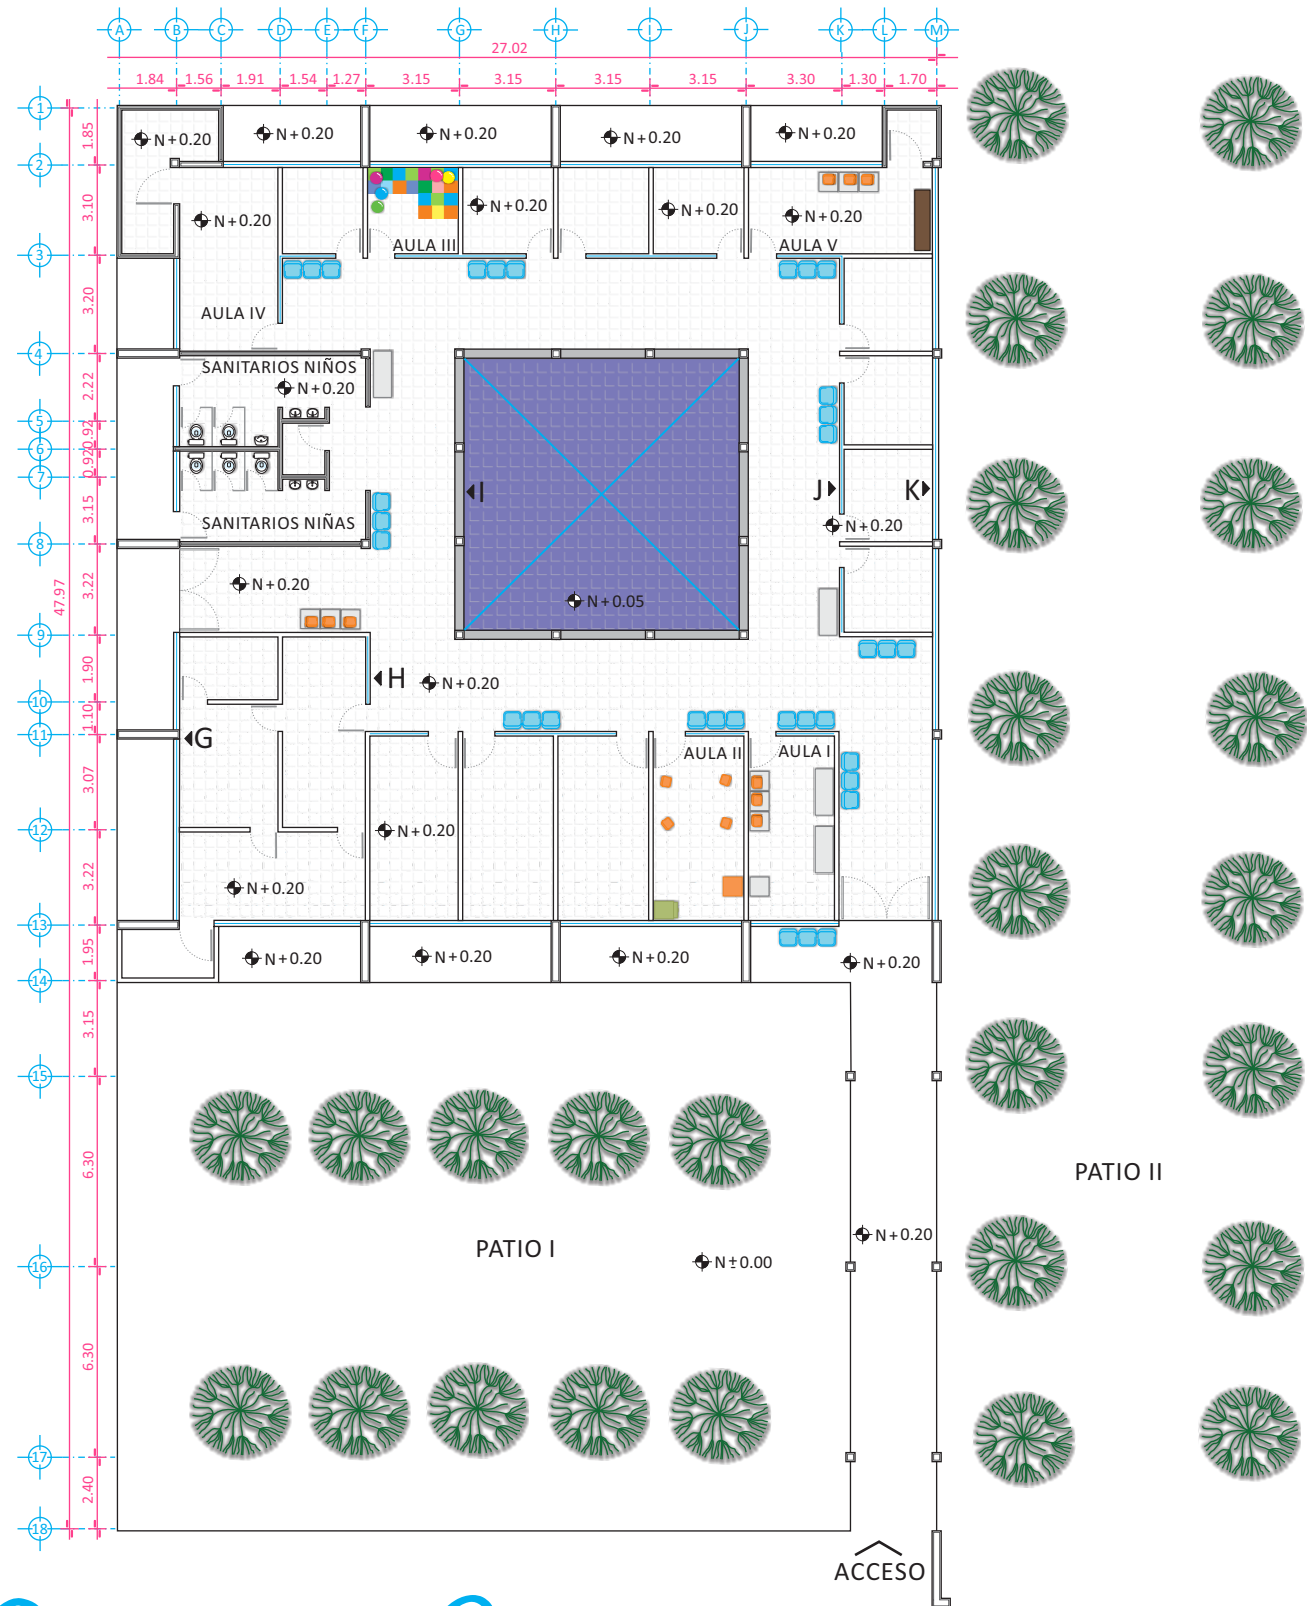 A B C D E F G H I J K L M
27.02
1.84 1.56 1.91 1.54 1.27 3.15 3.15 3.15 3.15 3.30 1.30 1.70
1
1.85
N+0.20 N+0.20 N+0.20 N+0.20 N+0.20
2
3.10
N+0.20 N+0.20 N+0.20 N+0.20
3
AULA III AULA V
3.20
AULA IV
4
SANITARIOS NIÑOS
2.22
N+0.20
5
0.92
6
0.92
7
I J K
3.15
SANITARIOS NIÑAS N+0.20
8
3.22
N+0.20
47.97
N+0.05
9
1.90
H N+0.20
10
1.10
11
G
AULA II AULA I
3.07
12
N+0.20
3.22
N+0.20
13
1.95
N+0.20 N+0.20 N+0.20 N+0.20
14
3.15
15
6.30
PATIO II
N+0.20
PATIO I
N±0.00
16
6.30
17
2.40
18
ACCESO